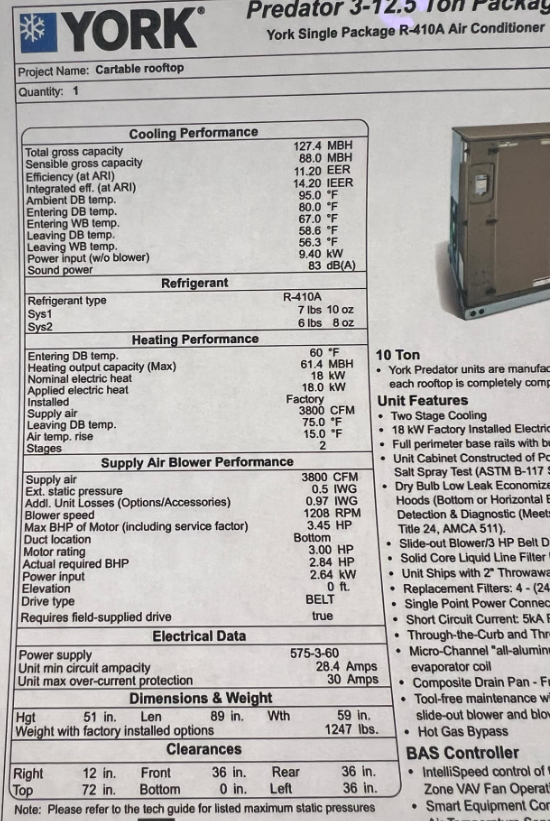 YORK®
Predator 3-12.5 Ton Packag
York Single Package R-410A Air Conditioner
Project Name: Cartable rooftop
Quantity: 1
Cooling Performance
Total gross capacity 127.4 MBH
Sensible gross capacity 88.0 MBH
Efficiency (at ARI) 11.20 EER
Integrated eff. (at ARI) 14.20 IEER
Ambient DB temp. 95.0 °F
Entering DB temp. 80.0 °F
Entering WB temp. 67.0 °F
Leaving DB temp. 58.6 °F
Leaving WB temp. 56.3 °F
Power input (w/o blower) 9.40 kW
Sound power 83 dB(A)
Refrigerant
Refrigerant type R-410A
Sys1 7 lbs 10 oz
Sys2 6 lbs 8 oz
Heating Performance
Entering DB temp. 60 °F
Heating output capacity (Max) 61.4 MBH
Nominal electric heat 18 kW
Applied electric heat 18.0 kW
Installed Factory
Supply air 3800 CFM
Leaving DB temp. 75.0 °F
Air temp. rise 15.0 °F
Stages 2
Supply Air Blower Performance
Supply air 3800 CFM
Ext. static pressure 0.5 IWG
Addl. Unit Losses (Options/Accessories) 0.97 IWG
Blower speed 1208 RPM
Max BHP of Motor (including service factor) 3.45 HP
Duct location Bottom
Motor rating 3.00 HP
Actual required BHP 2.84 HP
Power input 2.64 kW
Elevation 0 ft.
Drive type BELT
Requires field-supplied drive true
Electrical Data
Power supply 575-3-60
Unit min circuit ampacity 28.4 Amps
Unit max over-current protection 30 Amps
Dimensions & Weight
Hgt 51 in. Len 89 in. Wth 59 in.
Weight with factory installed options 1247 lbs.
Clearances
Right 12 in. Front 36 in. Rear 36 in.
Top 72 in. Bottom 0 in. Left 36 in.
Note: Please refer to the tech guide for listed maximum static pressures
10 Ton
• York Predator units are manufac
each rooftop is completely comp
Unit Features
• Two Stage Cooling
• 18 kW Factory Installed Electric
• Full perimeter base rails with bu
• Unit Cabinet Constructed of Po
Salt Spray Test (ASTM B-117 S
• Dry Bulb Low Leak Economize
Hoods (Bottom or Horizontal E
Detection & Diagnostic (Meets
Title 24, AMCA 511).
• Slide-out Blower/3 HP Belt D
• Solid Core Liquid Line Filter
• Unit Ships with 2" Throwawa
• Replacement Filters: 4 - (24
• Single Point Power Connec
• Short Circuit Current: 5kA R
• Through-the-Curb and Thr
• Micro-Channel "all-aluminu
evaporator coil
• Composite Drain Pan - Fr
• Tool-free maintenance wi
slide-out blower and blow
• Hot Gas Bypass
BAS Controller
• IntelliSpeed control of t
Zone VAV Fan Operat
• Smart Equipment Con